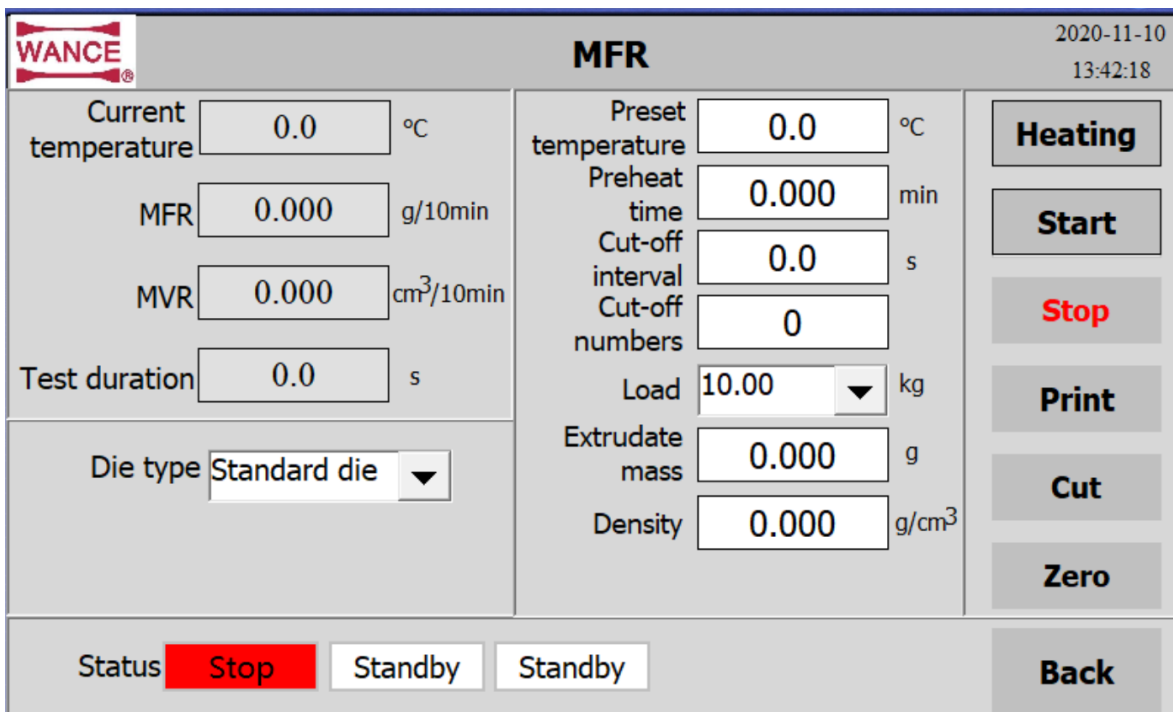 WANCE®
MFR
2020-11-10
13:42:18
Current
temperature 0.0 °C
MFR 0.000 g/10min
MVR 0.000 cm³/10min
Test duration 0.0 s
Die type Standard die
Preset
temperature 0.0 °C
Preheat
time 0.000 min
Cut-off
interval 0.0 s
Cut-off
numbers 0
Load 10.00 kg
Extrudate
mass 0.000 g
Density 0.000 g/cm³
Heating
Start
Stop
Print
Cut
Zero
Status Stop Standby Standby
Back